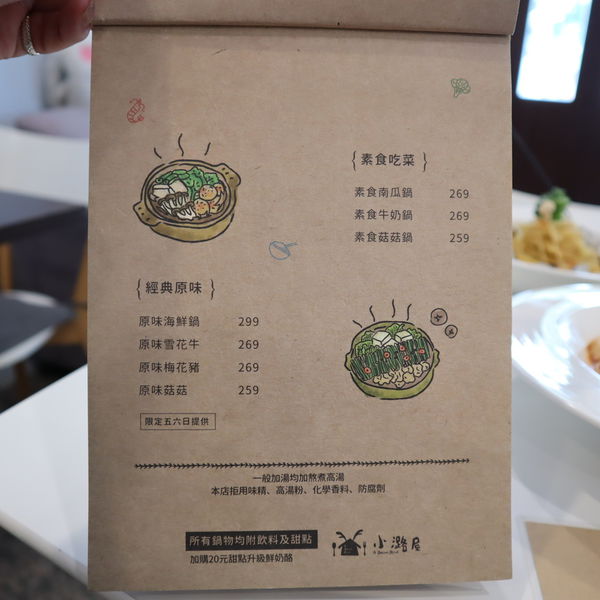 素食吃菜
素食南瓜鍋 269
素食牛奶鍋 269
素食菇菇鍋 259
經典原味
原味海鮮鍋 299
原味雪花牛 269
原味梅花豬 269
原味菇菇 259
限定五六日提供
一般加湯均加熬煮高湯
本店拒用味精、高湯粉、化學香料、防腐劑
所有鍋物均附飲料及甜點
加購20元甜點升級鮮奶酪
小潞屋